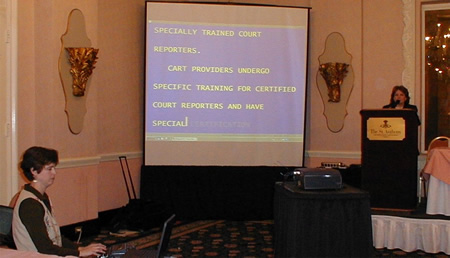 SPECIALLY TRAINED COURT
REPORTERS.
CART PROVIDERS UNDERGO
SPECIFIC TRAINING FOR CERTIFIED
COURT REPORTERS AND HAVE
SPECIAL